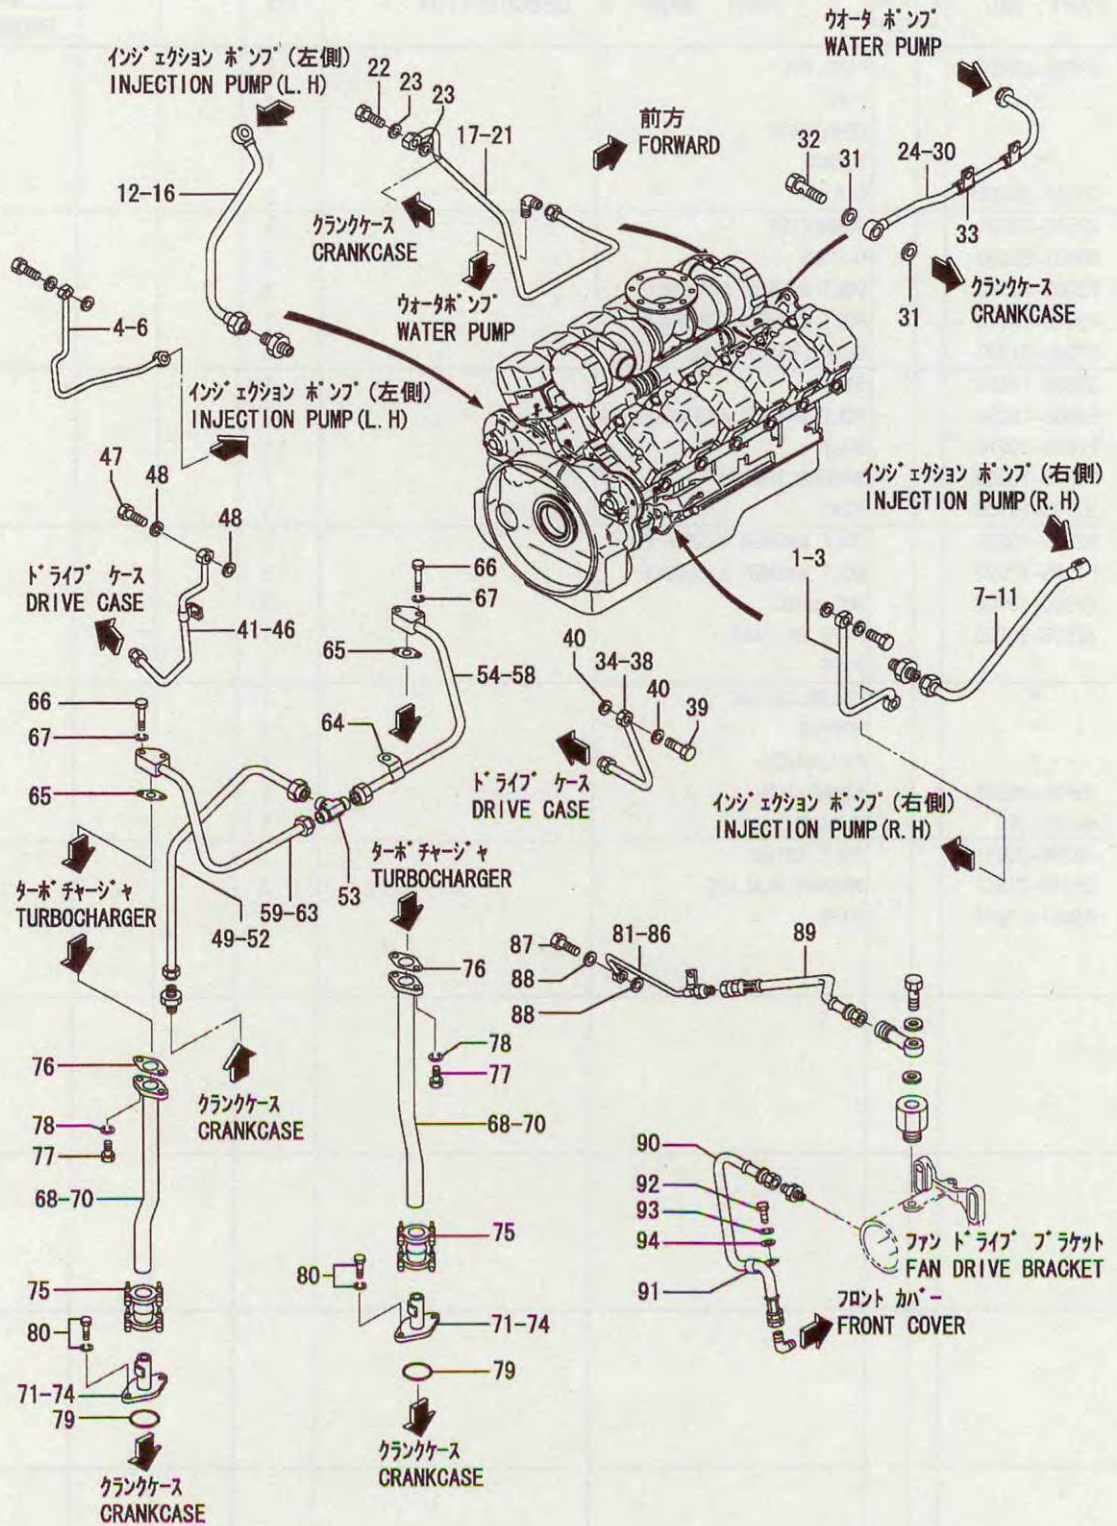 ウオータ ポンプ
WATER PUMP
インジェクション ポンプ(左側)
INJECTION PUMP(L.H)
22
23
23
17-21
前方
FORWARD
32
31
24-30
12-16
クランクケース
CRANKCASE
33
31
クランクケース
CRANKCASE
4-6
ウォータポンプ
WATER PUMP
インジェクション ポンプ(左側)
INJECTION PUMP(L.H)
インジェクション ポンプ(右側)
INJECTION PUMP(R.H)
47
48
48
1-3
7-11
ドライブ ケース
DRIVE CASE
41-46
66
67
65
54-58
40
34-38
40
39
66
67
64
65
ドライブ ケース
DRIVE CASE
インジェクション ポンプ(右側)
INJECTION PUMP(R.H)
ターボチャージャ
TURBOCHARGER
49-52
59-63
53
ターボチャージャ
TURBOCHARGER
87
81-86
89
88
88
76
78
77
76
78
77
クランクケース
CRANKCASE
68-70
68-70
90
92
93
94
91
75
75
80
80
ファン ドライブ ブラケット
FAN DRIVE BRACKET
フロント カバー
FRONT COVER
71-74
71-74
79
79
クランクケース
CRANKCASE
クランクケース
CRANKCASE